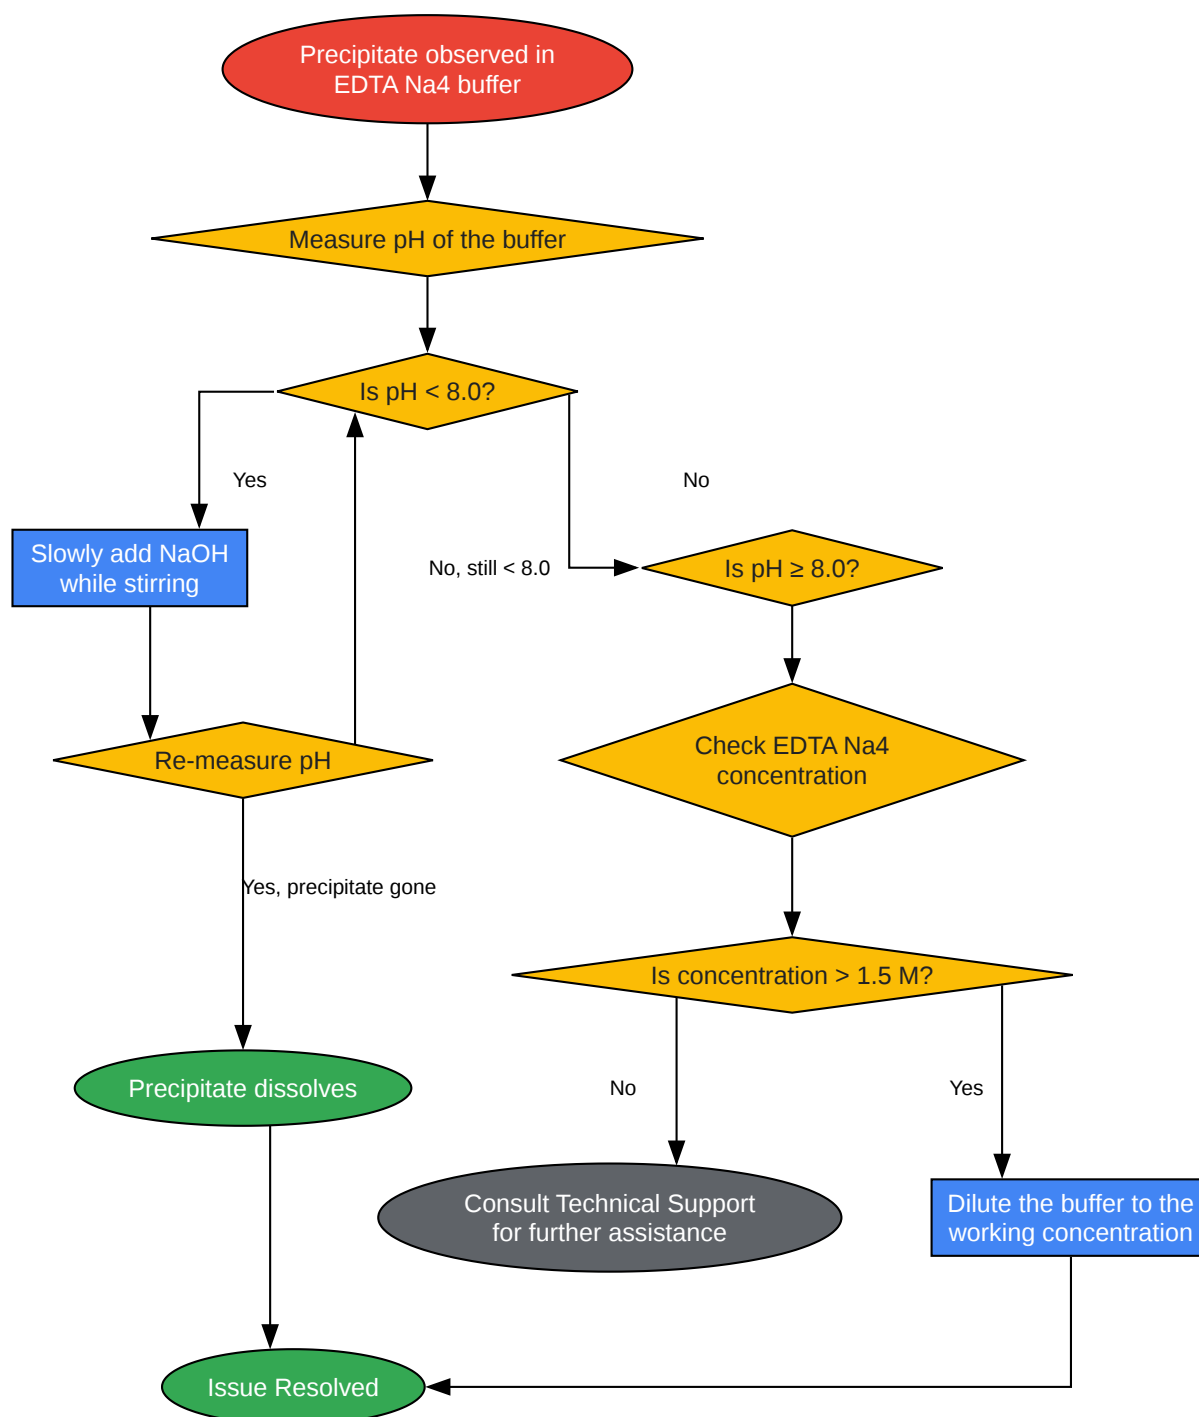 Precipitate observed in
EDTA Na4 buffer
Measure pH of the buffer
Is pH < 8.0?
Yes
No
Slowly add NaOH
while stirring
No, still < 8.0
Is pH ≥ 8.0?
Re-measure pH
Check EDTA Na4
concentration
Yes, precipitate gone
Is concentration > 1.5 M?
Precipitate dissolves
No
Yes
Consult Technical Support
for further assistance
Dilute the buffer to the
working concentration
Issue Resolved